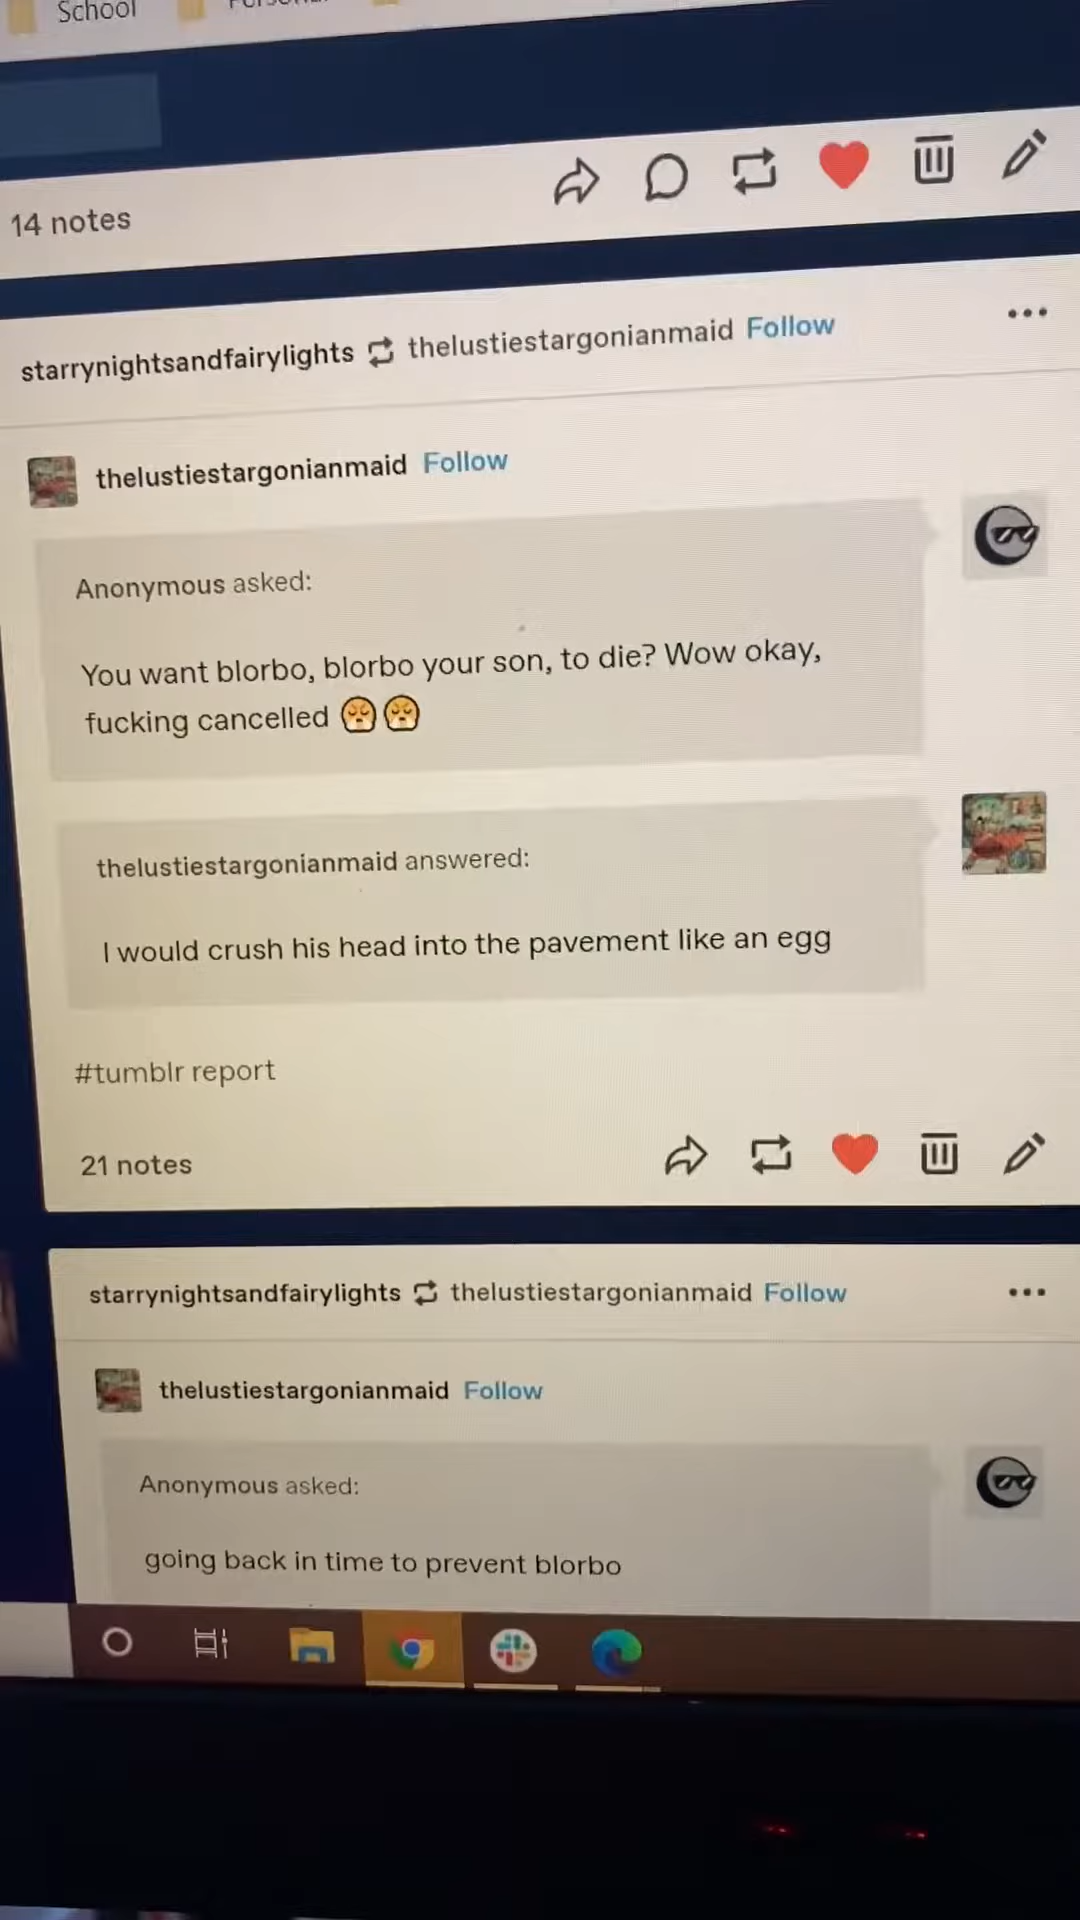 School
14 notes
starrynightsandfairylights thelustiestargonianmaid Follow
thelustiestargonianmaid Follow
Anonymous asked:
You want blorbo, blorbo your son, to die? Wow okay,
fucking cancelled 😤😤
thelustiestargonianmaid answered:
I would crush his head into the pavement like an egg
#tumblr report
21 notes
starrynightsandfairylights thelustiestargonianmaid Follow
thelustiestargonianmaid Follow
Anonymous asked:
going back in time to prevent blorbo